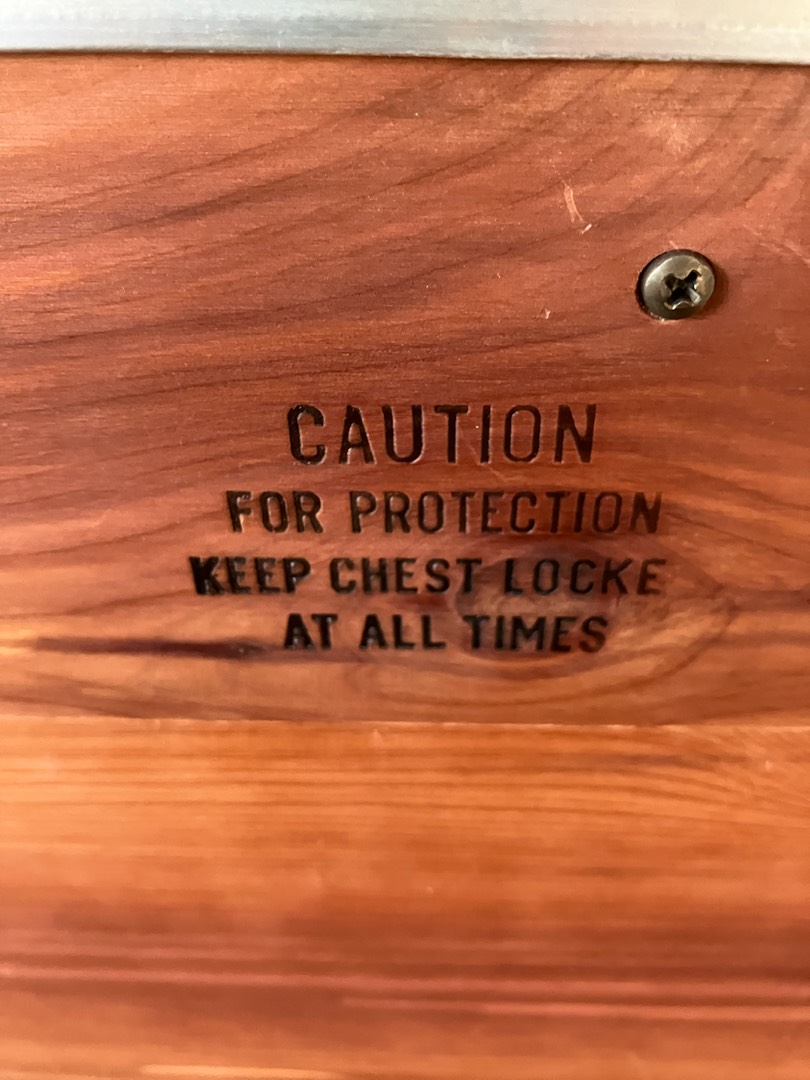 CAUTION
FOR PROTECTION
KEEP CHEST LOCKE
AT ALL TIMES